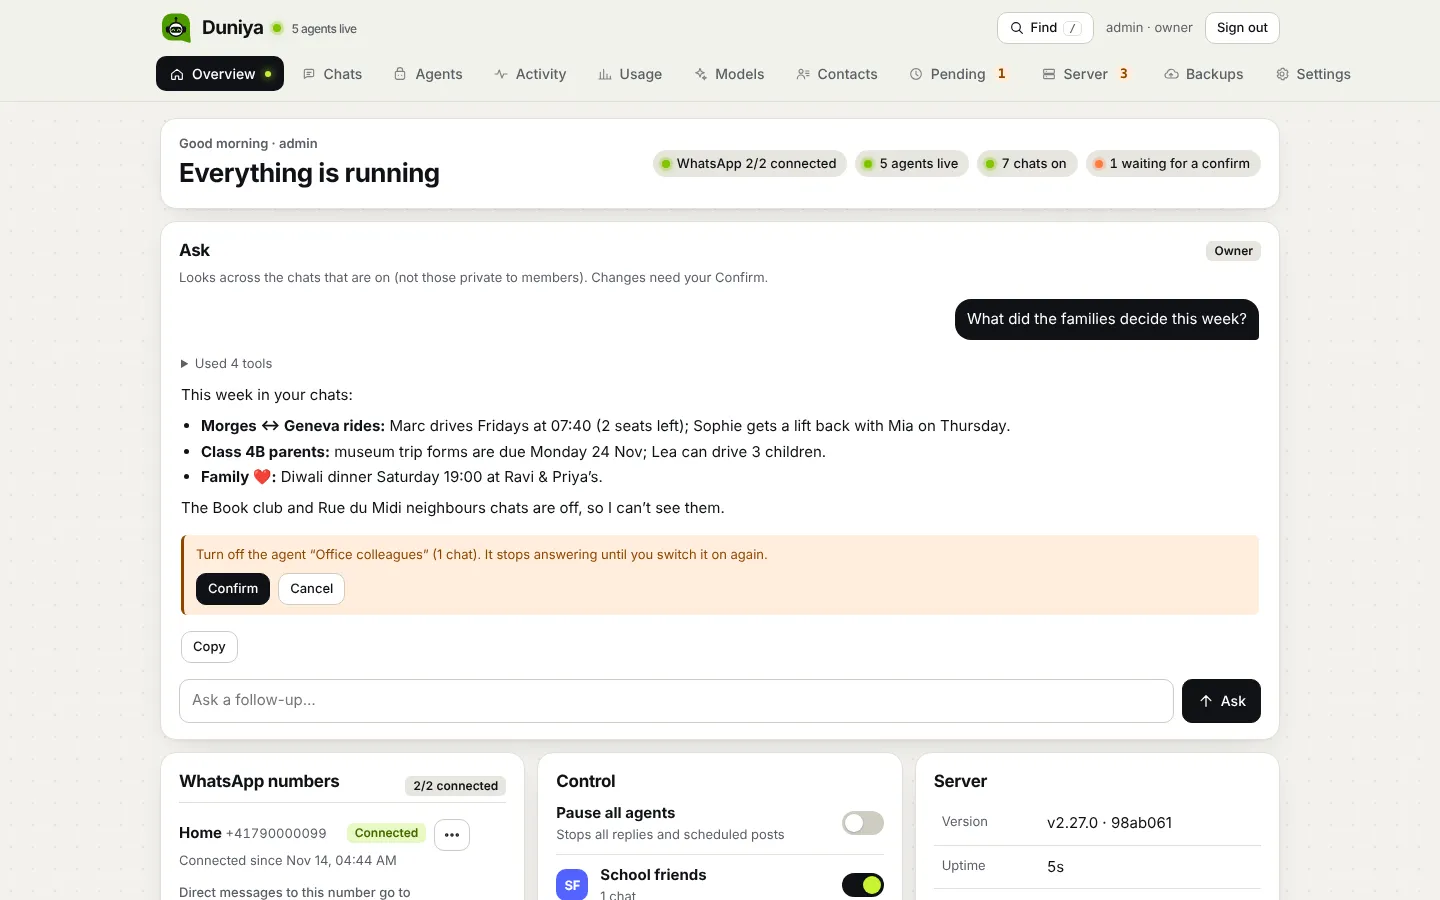 Duniya
5 agents live
Find /
admin · owner
Sign out
Overview
Chats
Agents
Activity
Usage
Models
Contacts
Pending 1
Server 3
Backups
Settings
Good morning · admin
Everything is running
WhatsApp 2/2 connected
5 agents live
7 chats on
1 waiting for a confirm
Ask
Owner
Looks across the chats that are on (not those private to members). Changes need your Confirm.
What did the families decide this week?
Used 4 tools
This week in your chats:
• Morges ↔ Geneva rides: Marc drives Fridays at 07:40 (2 seats left); Sophie gets a lift back with Mia on Thursday.
• Class 4B parents: museum trip forms are due Monday 24 Nov; Lea can drive 3 children.
• Family ❤️: Diwali dinner Saturday 19:00 at Ravi & Priya’s.
The Book club and Rue du Midi neighbours chats are off, so I can’t see them.
Turn off the agent “Office colleagues” (1 chat). It stops answering until you switch it on again.
Confirm
Cancel
Copy
Ask a follow-up...
Ask
WhatsApp numbers
2/2 connected
Home +41790000099
Connected
Connected since Nov 14, 04:44 AM
Direct messages to this number go to
Control
Pause all agents
Stops all replies and scheduled posts
SF
School friends
1 chat
Server
Version
v2.27.0 · 98ab061
Uptime
5s